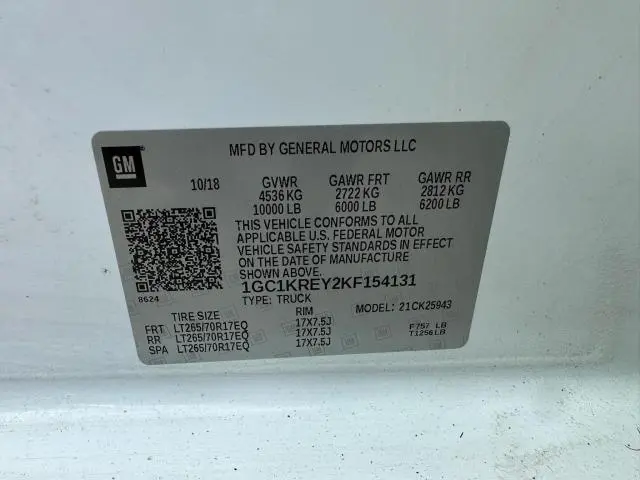 GM
MFD BY GENERAL MOTORS LLC
10/18 GVWR GAWR FRT GAWR RR
4536 KG 2722 KG 2812 KG
10000 LB 6000 LB 6200 LB
THIS VEHICLE CONFORMS TO ALL
APPLICABLE U.S. FEDERAL MOTOR
VEHICLE SAFETY STANDARDS IN EFFECT
ON THE DATE OF MANUFACTURE
SHOWN ABOVE.
8624
1GC1KREY2KF154131
TYPE: TRUCK MODEL: 21CK25943
TIRE SIZE RIM
FRT LT265/70R17EQ 17X7.5J F757 LB
RR LT265/70R17EQ 17X7.5J T1256LB
SPA LT265/70R17EQ 17X7.5J